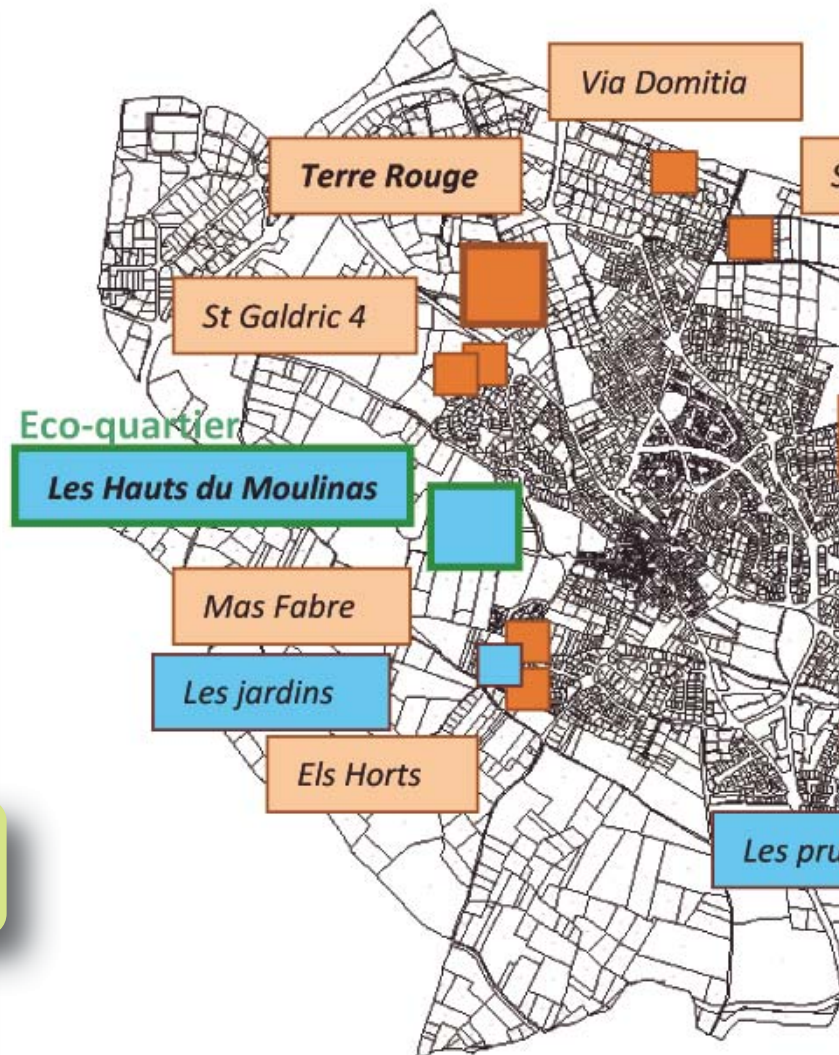 Via Domitia
Terre Rouge
St Galdric 4
Eco-quartier
Les Hauts du Moulinas
Mas Fabre
Les jardins
Els Horts
Les